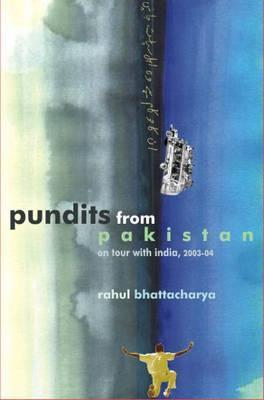 pundits from
pakistan
on tour with india, 2003-04
rahul bhattacharya